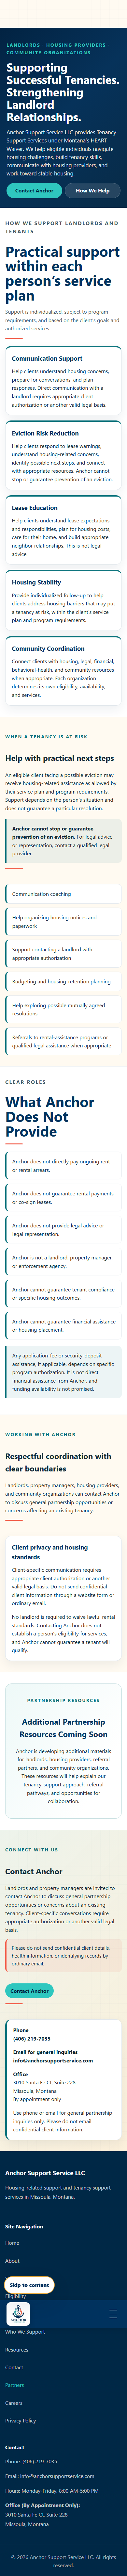 LANDLORDS · HOUSING PROVIDERS ·
COMMUNITY ORGANIZATIONS
Supporting
Successful Tenancies.
Strengthening
Landlord
Relationships.
Anchor Support Service LLC provides Tenancy
Support Services under Montana's HEART
Waiver. We help eligible individuals navigate
housing challenges, build tenancy skills,
communicate with housing providers, and
work toward stable housing.
Contact Anchor
How We Help
HOW WE SUPPORT LANDLORDS AND
TENANTS
Practical support
within each
person's service
plan
Support is individualized, subject to program
requirements, and based on the client's goals and
authorized services.
Communication Support
Help clients understand housing concerns,
prepare for conversations, and plan
responses. Direct communication with a
landlord requires appropriate client
authorization or another valid legal basis.
Eviction Risk Reduction
Help clients respond to lease warnings,
understand housing-related concerns,
identify possible next steps, and connect
with appropriate resources. Anchor cannot
stop or guarantee prevention of an eviction.
Lease Education
Help clients understand lease expectations
and responsibilities, plan for housing costs,
care for their home, and build appropriate
neighbor relationships. This is not legal
advice.
Housing Stability
Provide individualized follow-up to help
clients address housing barriers that may put
a tenancy at risk, within the client's service
plan and program requirements.
Community Coordination
Connect clients with housing, legal, financial,
behavioral health, and community resources
when appropriate. Each organization
determines its own eligibility, availability,
and services.
WHEN A TENANCY IS AT RISK
Help with practical next steps
An eligible client facing a possible eviction may
receive housing-related assistance when allowed by
their service plan and program requirements.
Support depends on the person's situation and
does not guarantee a particular resolution.
Anchor cannot stop or guarantee
prevention of an eviction. For legal advice
or representation, contact a qualified legal
provider.
Communication coaching
Help organizing housing notices and
paperwork
Support contacting a landlord with
appropriate authorization
Budgeting and housing-retention planning
Help exploring possible mutually agreed
resolutions
Referrals to rental-assistance programs or
qualified legal assistance when appropriate
CLEAR ROLES
What Anchor
Does Not
Provide
Anchor does not directly pay ongoing rent
or rental arrears.
Anchor does not guarantee rental payments
or co-sign leases.
Anchor does not provide legal advice or
legal representation.
Anchor is not a landlord, property manager,
or enforcement agency.
Anchor cannot guarantee tenant compliance
or specific housing outcomes.
Anchor cannot guarantee financial assistance
or housing placement.
Any application-fee or security-deposit
assistance, if applicable, depends on specific
program authorization. It is not direct
financial assistance from Anchor, and
funding availability is not promised.
WORKING WITH ANCHOR
Respectful coordination with
clear boundaries
Landlords, property managers, housing providers,
and community organizations can contact Anchor
to discuss general partnership opportunities or
concerns affecting an existing tenancy.
Client privacy and housing
standards
Client-specific communication requires
appropriate client authorization or another
valid legal basis. Do not send confidential
client information through a website form or
ordinary email.
No landlord is required to waive lawful rental
standards. Contacting Anchor does not
establish a person's eligibility for services,
and Anchor cannot guarantee a tenant will
qualify.
PARTNERSHIP RESOURCES
Additional Partnership
Resources Coming Soon
Anchor is developing additional materials
for landlords, housing providers, referral
partners, and community organizations.
These resources will help explain our
tenancy-support approach, referral
pathways, and opportunities for
collaboration.
CONNECT WITH US
Contact Anchor
Landlords and property managers are invited to
contact Anchor to discuss general partnership
opportunities or concerns about an existing
tenancy. Client-specific conversations require
appropriate authorization or another valid legal
basis.
Please do not send confidential client details,
health information, or identifying records by
ordinary email.
Contact Anchor
Phone
(406) 219-7035
Email for general inquiries
info@anchorsupportservice.com
Office
3010 Santa Fe Ct; Suite 228
Missoula, Montana
By appointment only
Use phone or email for general partnership
inquiries only. Please do not email
confidential client information.
Anchor Support Service LLC
Housing-related support and tenancy support
services in Missoula, Montana.
Site Navigation
Home
About
Skip to content
Eligibility
ANCHOR
Who We Support
Resources
Contact
Partners
Careers
Privacy Policy
Contact
Phone: (406) 219-7035
Email: info@anchorsupportservice.com
Hours: Monday-Friday, 8:00 AM-5:00 PM
Office (By Appointment Only):
3010 Santa Fe Ct, Suite 228
Missoula, Montana
© 2026 Anchor Support Service LLC. All rights
reserved.